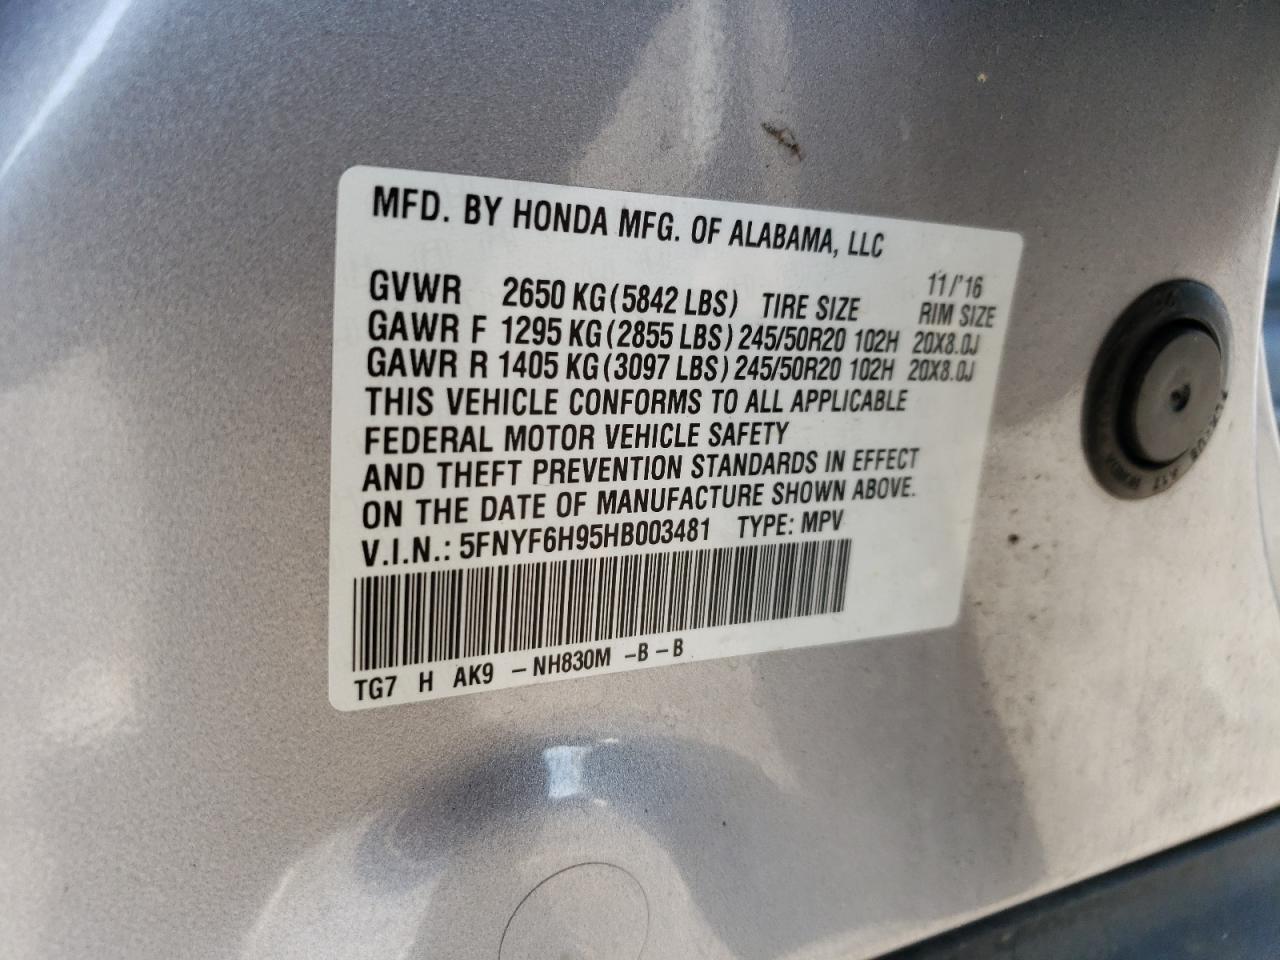 MFD. BY HONDA MFG. OF ALABAMA, LLC
11/'16
GVWR 2650 KG(5842 LBS) TIRE SIZE RIM SIZE
GAWR F 1295 KG(2855 LBS) 245/50R20 102H 20X8.0J
GAWR R 1405 KG(3097 LBS) 245/50R20 102H 20X8.0J
THIS VEHICLE CONFORMS TO ALL APPLICABLE
FEDERAL MOTOR VEHICLE SAFETY
AND THEFT PREVENTION STANDARDS IN EFFECT
ON THE DATE OF MANUFACTURE SHOWN ABOVE.
V.I.N.: 5FNYF6H95HB003481 TYPE: MPV
TG7 H AK9 -NH830M -B-B